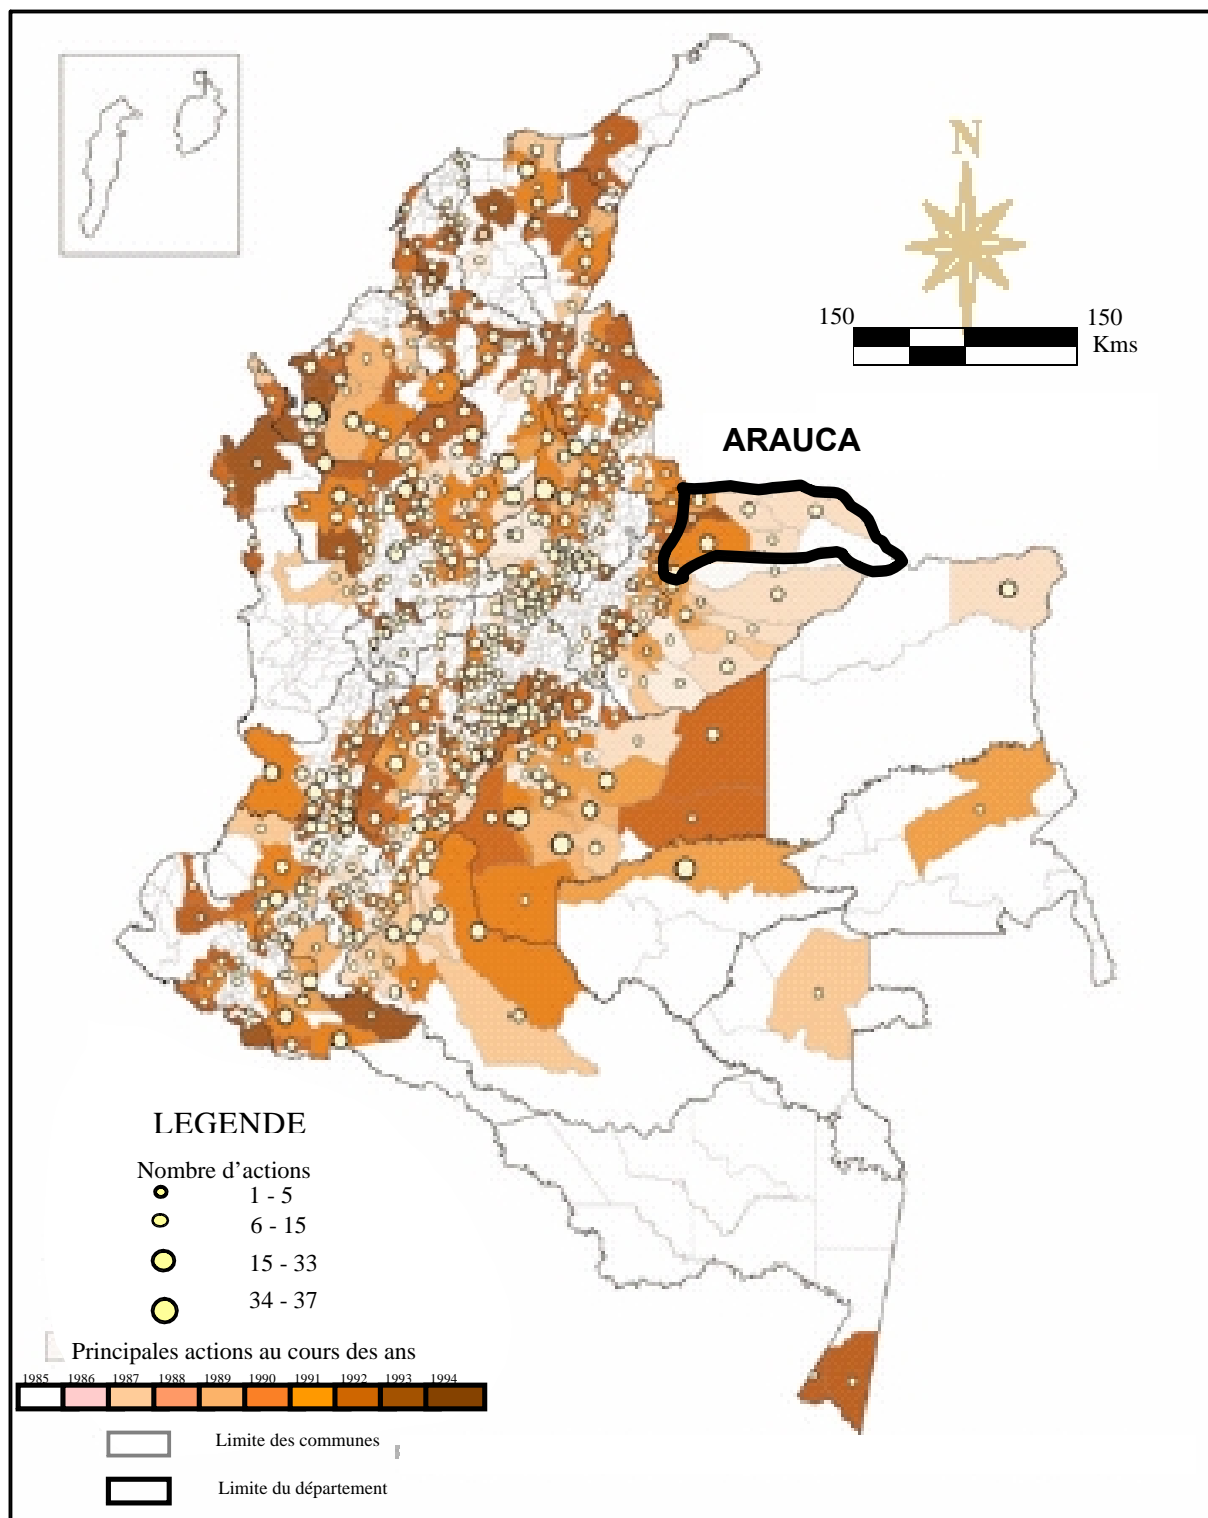 N
150
150
Kms
ARAUCA
LEGENDE
Nombre d’actions
1 - 5
6 - 15
15 - 33
34 - 37
Principales actions au cours des ans
1985 1986 1987 1988 1989 1990 1991 1992 1993 1994
Limite des communes
Limite du département